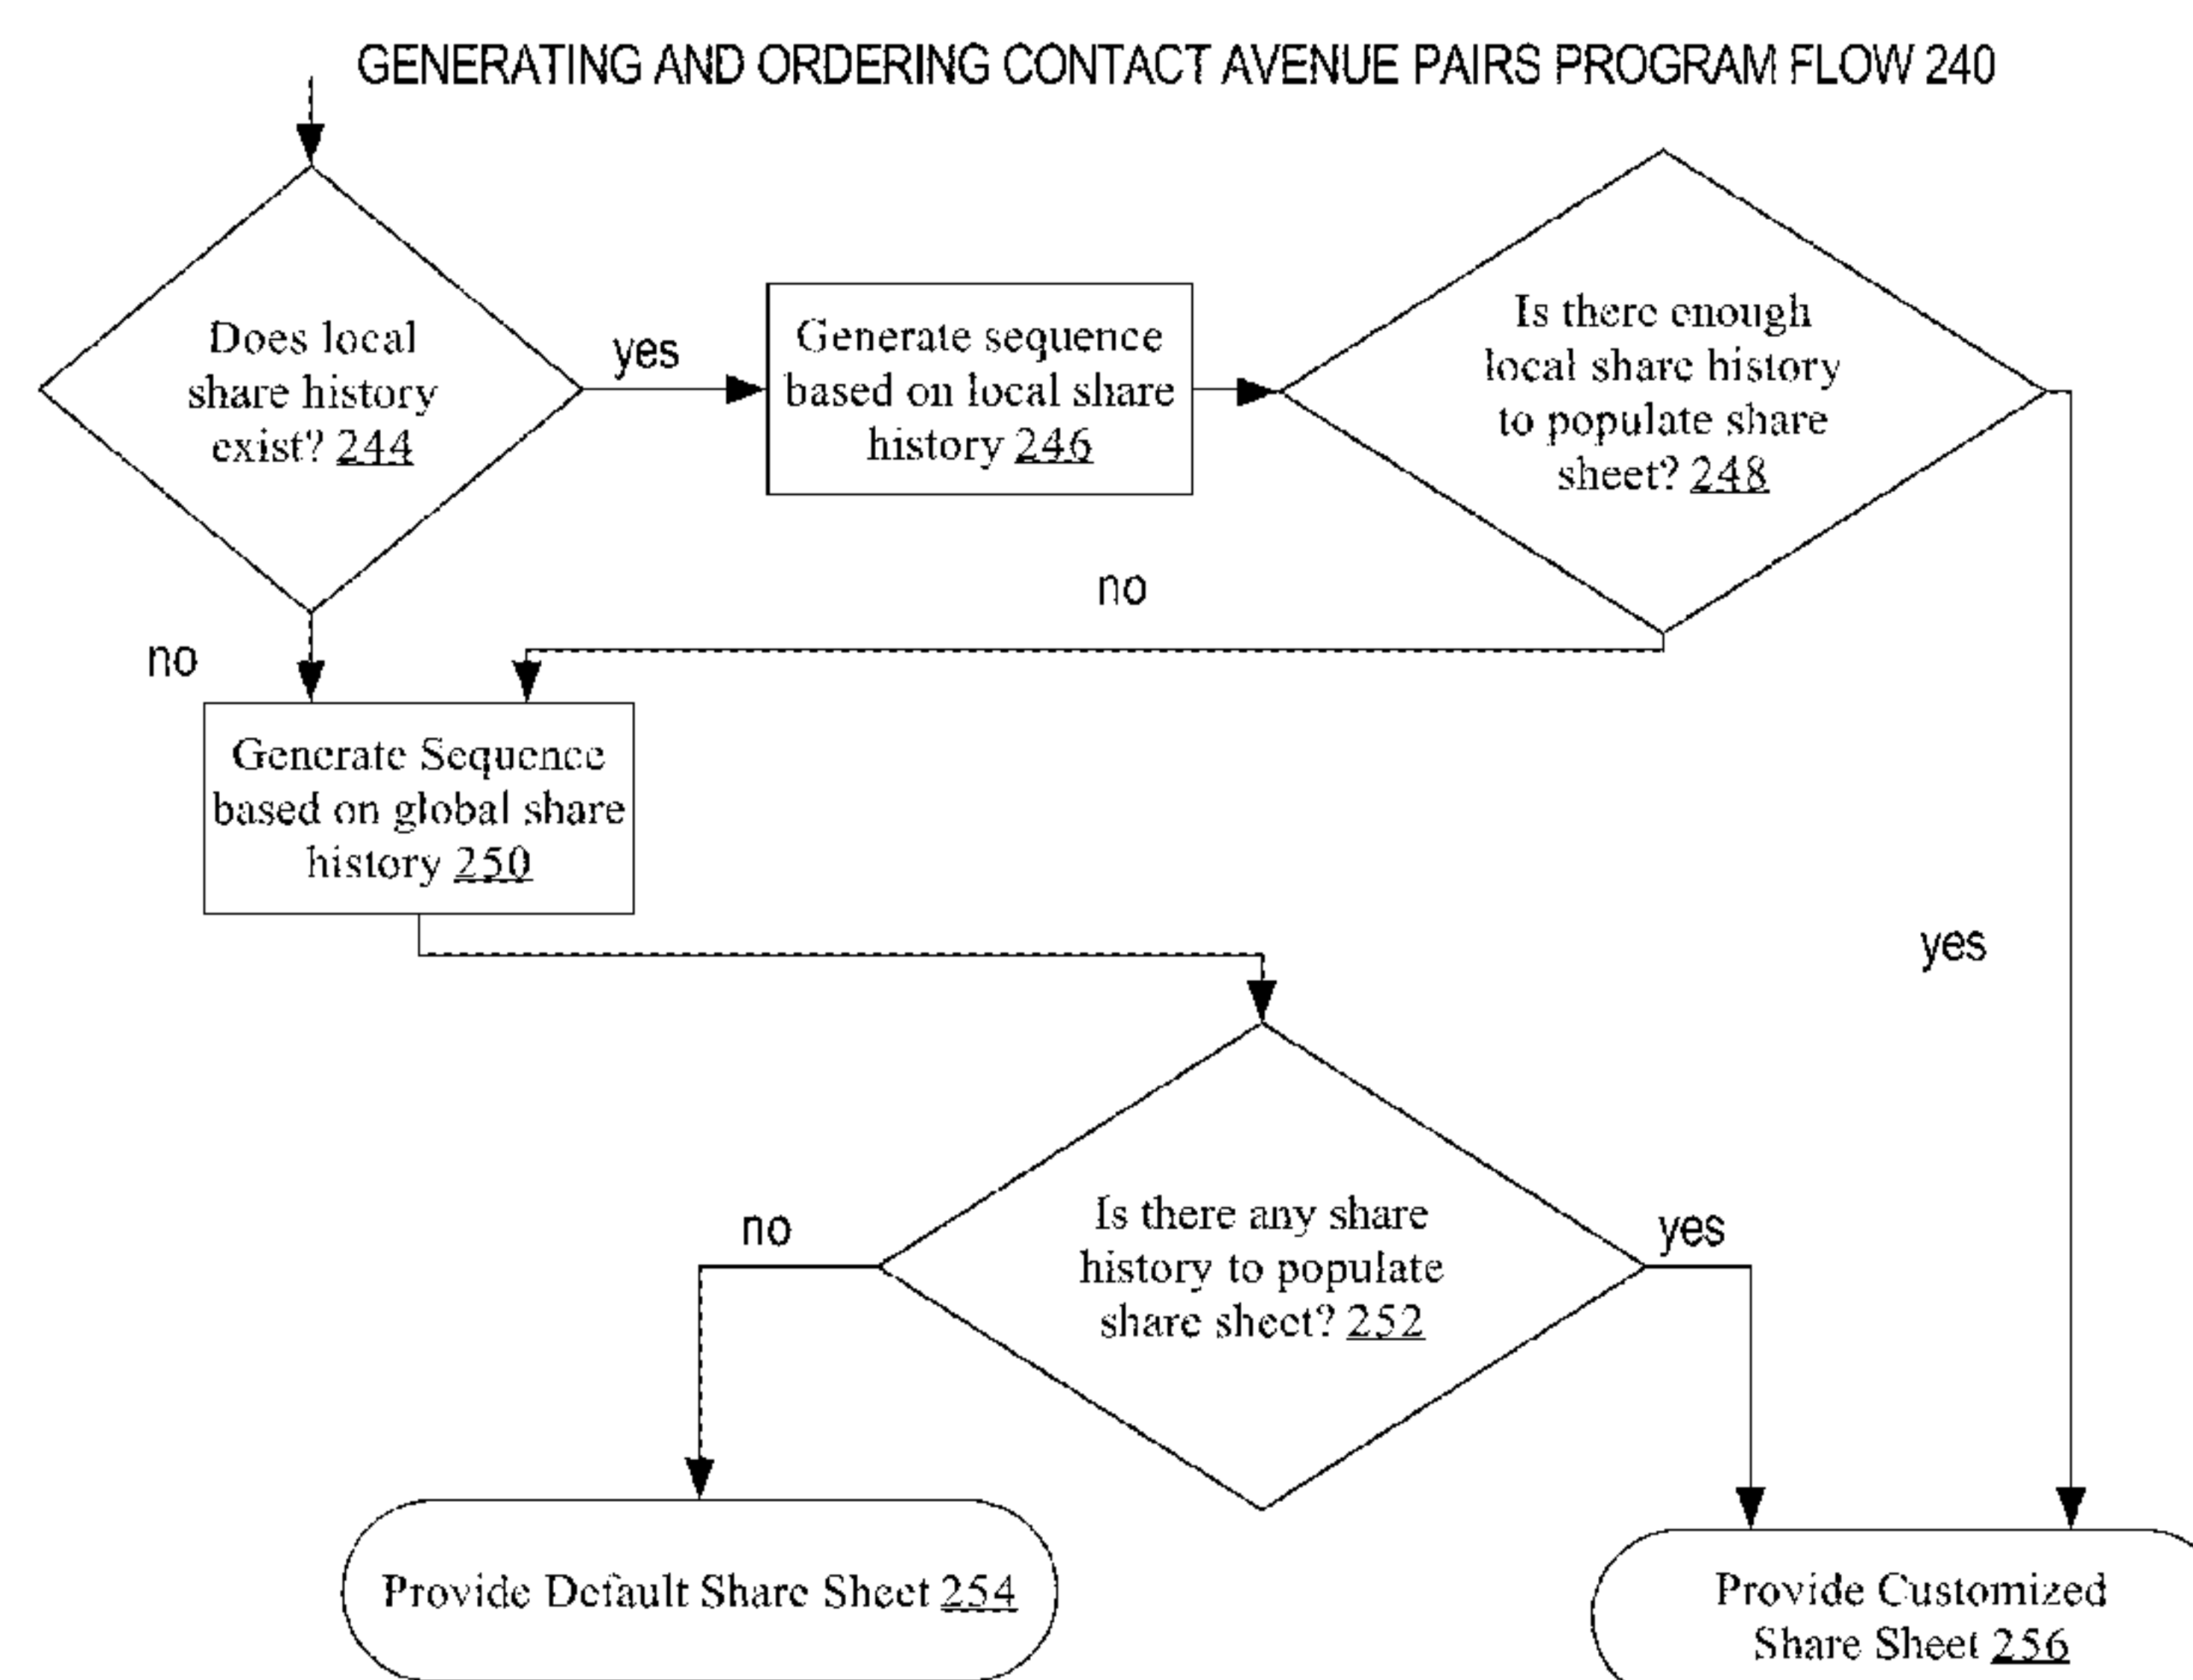 GENERATING AND ORDERING CONTACT AVENUE PAIRS PROGRAM FLOW 240
Does local
share history
exist? 244
yes
Generate sequence
based on local share
history 246
Is there enough
local share history
to populate share
sheet? 248
no
no
Generate Sequence
based on global share
history 250
yes
Is there any share
history to populate
share sheet? 252
no
yes
Provide Default Share Sheet 254
Provide Customized
Share Sheet 256